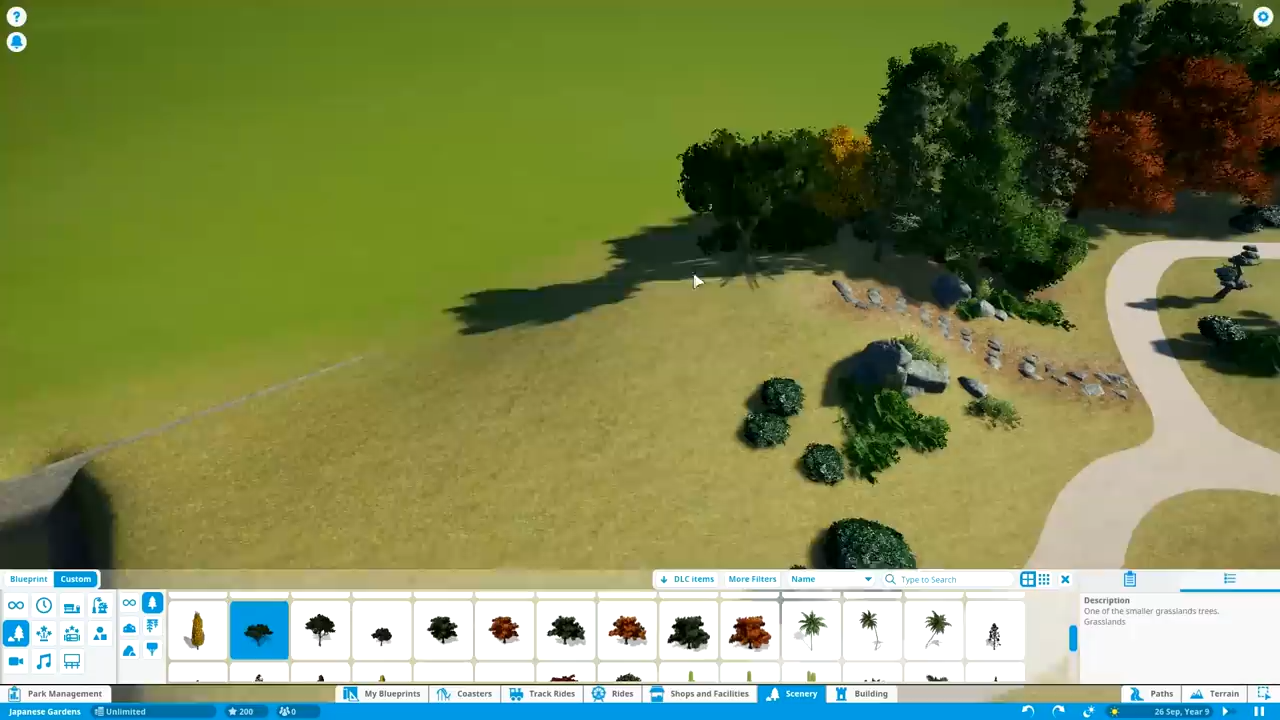 ?
Blueprint
Custom
DLC items
More Filters
Name
Type to Search
Description
One of the smaller grasslands trees.
Grasslands
Park Management
My Blueprints
Coasters
Track Rides
Rides
Shops and Facilities
Scenery
Building
Paths
Terrain
Japanese Gardens
Unlimited
200
0
26 Sep, Year 9